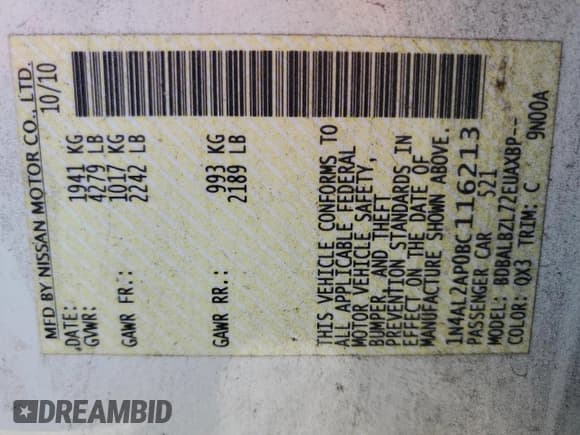 MFD BY NISSAN MOTOR CO., LTD.
DATE: 10/10
GVWR: 1941 KG
4279 LB
GAWR FR.: 1017 KG
2242 LB
GAWR RR.: 993 KG
2189 LB
THIS VEHICLE CONFORMS TO
ALL APPLICABLE FEDERAL
MOTOR VEHICLE SAFETY,
BUMPER, AND THEFT
PREVENTION STANDARDS IN
EFFECT ON THE DATE OF
MANUFACTURE SHOWN ABOVE.
1N4AL2AP0BC116213
PASSENGER CAR 521
MODEL: BDBALBZL72EUAXBP--
COLOR: QX3 TRIM: C 9N00A
DREAMBID